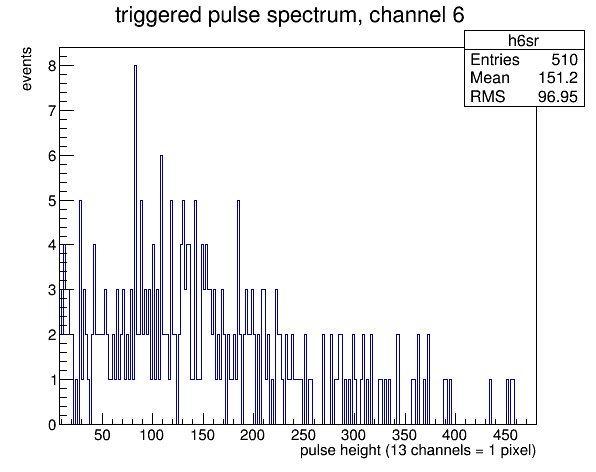 triggered pulse spectrum, channel 6
h6sr
Entries 510
Mean 151.2
RMS 96.95
events
8
7
6
5
4
3
2
1
0
50 100 150 200 250 300 350 400 450
pulse height (13 channels = 1 pixel)